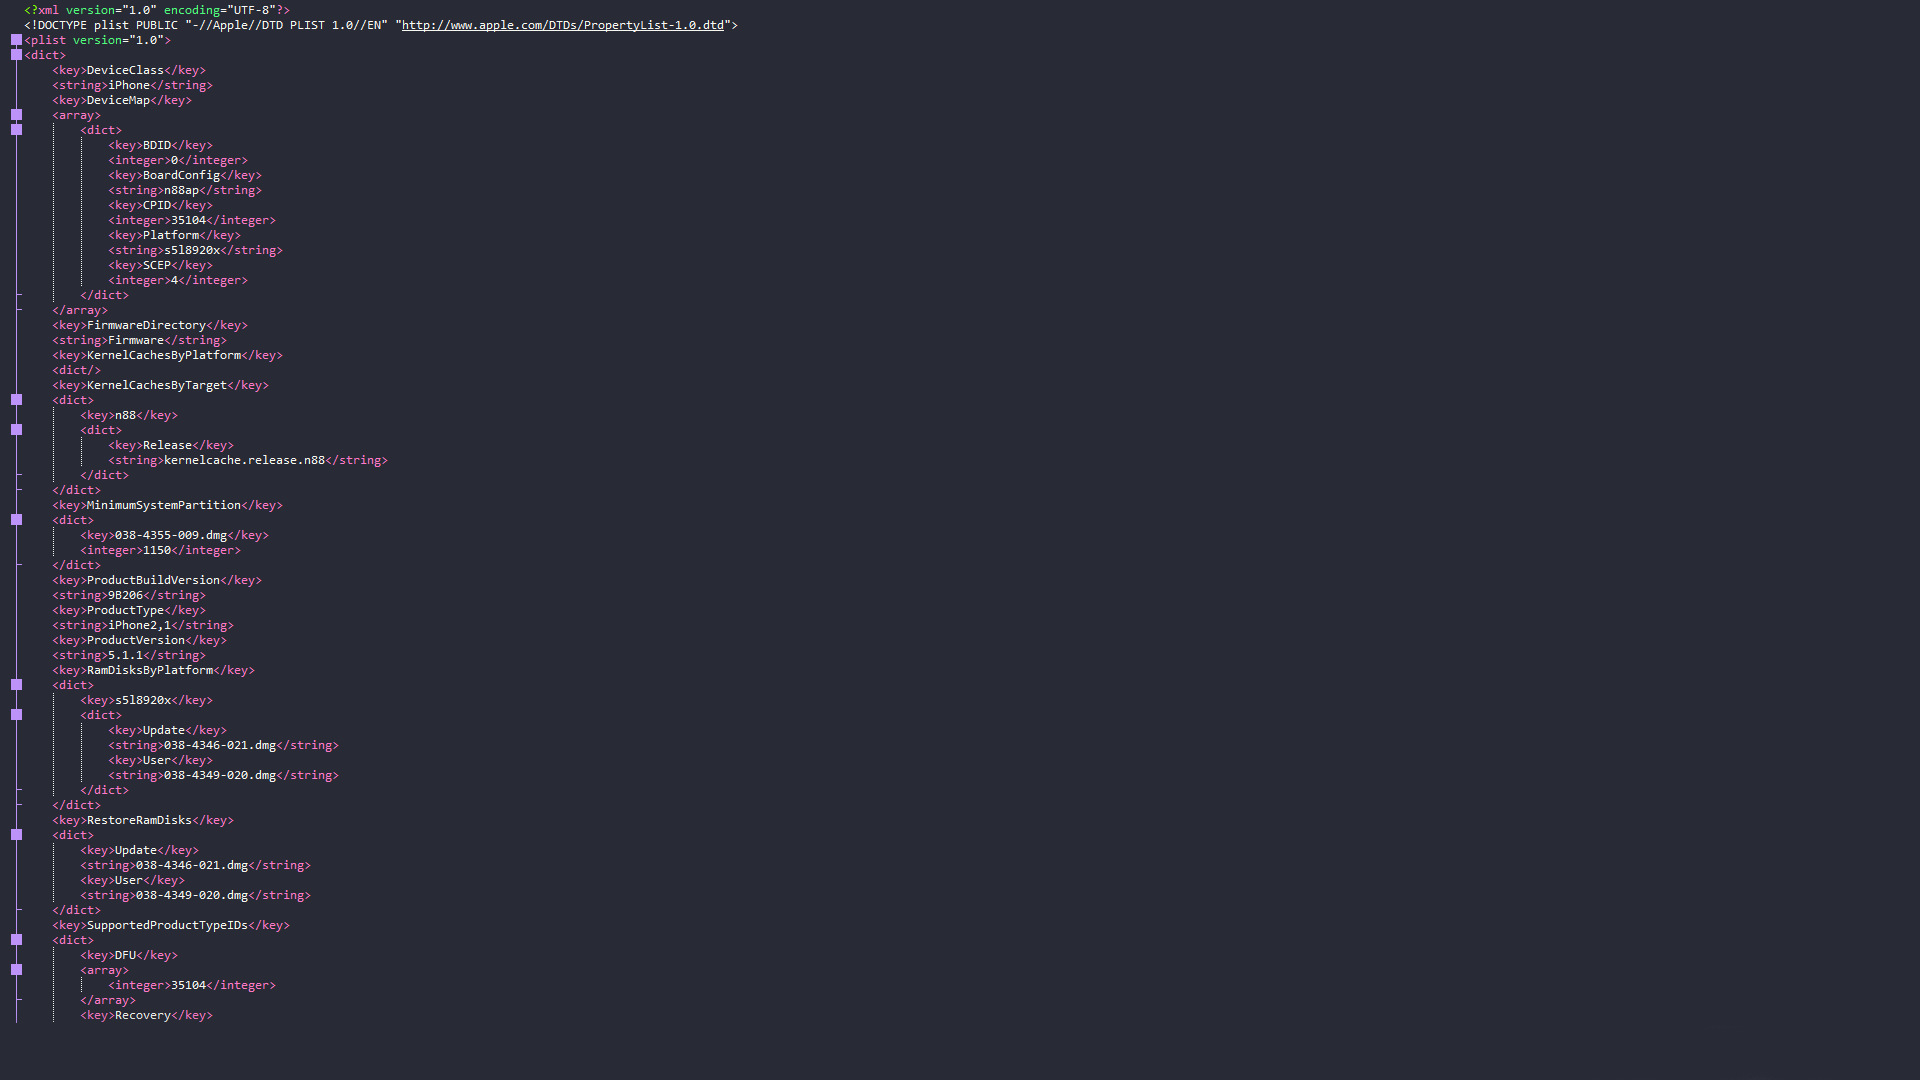 <?xml version="1.0" encoding="UTF-8"?>
<!DOCTYPE plist PUBLIC "-//Apple//DTD PLIST 1.0//EN" "http://www.apple.com/DTDs/PropertyList-1.0.dtd">
<plist version="1.0">
<dict>
    <key>DeviceClass</key>
    <string>iPhone</string>
    <key>DeviceMap</key>
    <array>
        <dict>
            <key>BDID</key>
            <integer>0</integer>
            <key>BoardConfig</key>
            <string>n88ap</string>
            <key>CPID</key>
            <integer>35104</integer>
            <key>Platform</key>
            <string>s5l8920x</string>
            <key>SCEP</key>
            <integer>4</integer>
        </dict>
    </array>
    <key>FirmwareDirectory</key>
    <string>Firmware</string>
    <key>KernelCachesByPlatform</key>
    <dict/>
    <key>KernelCachesByTarget</key>
    <dict>
        <key>n88</key>
        <dict>
            <key>Release</key>
            <string>kernelcache.release.n88</string>
        </dict>
    </dict>
    <key>MinimumSystemPartition</key>
    <dict>
        <key>038-4355-009.dmg</key>
        <integer>1150</integer>
    </dict>
    <key>ProductBuildVersion</key>
    <string>9B206</string>
    <key>ProductType</key>
    <string>iPhone2,1</string>
    <key>ProductVersion</key>
    <string>5.1.1</string>
    <key>RamDisksByPlatform</key>
    <dict>
        <key>s5l8920x</key>
        <dict>
            <key>Update</key>
            <string>038-4346-021.dmg</string>
            <key>User</key>
            <string>038-4349-020.dmg</string>
        </dict>
    </dict>
    <key>RestoreRamDisks</key>
    <dict>
        <key>Update</key>
        <string>038-4346-021.dmg</string>
        <key>User</key>
        <string>038-4349-020.dmg</string>
    </dict>
    <key>SupportedProductTypeIDs</key>
    <dict>
        <key>DFU</key>
        <array>
            <integer>35104</integer>
        </array>
        <key>Recovery</key>